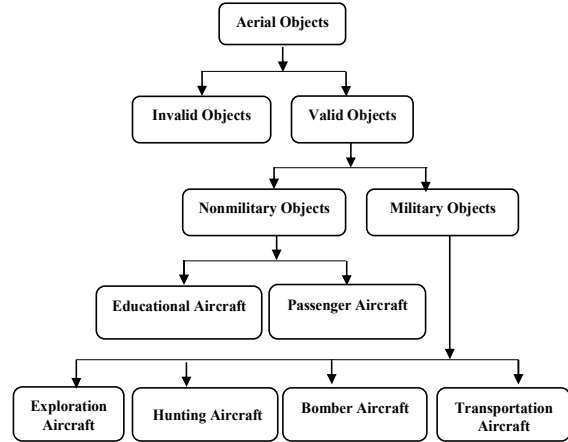 Aerial Objects
Invalid Objects
Valid Objects
Nonmilitary Objects
Military Objects
Educational Aircraft
Passenger Aircraft
Exploration
Aircraft
Hunting Aircraft
Bomber Aircraft
Transportation
Aircraft